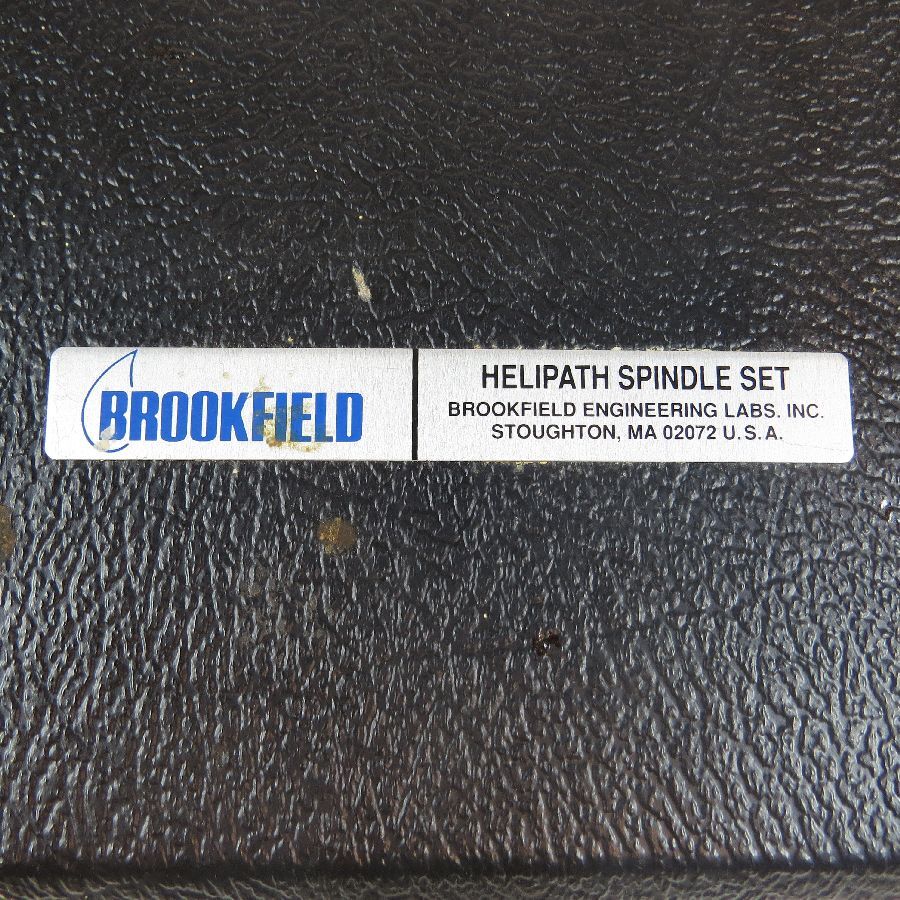 BROOKFIELD
HELIPATH SPINDLE SET
BROOKFIELD ENGINEERING LABS. INC.
STOUGHTON, MA 02072 U.S.A.